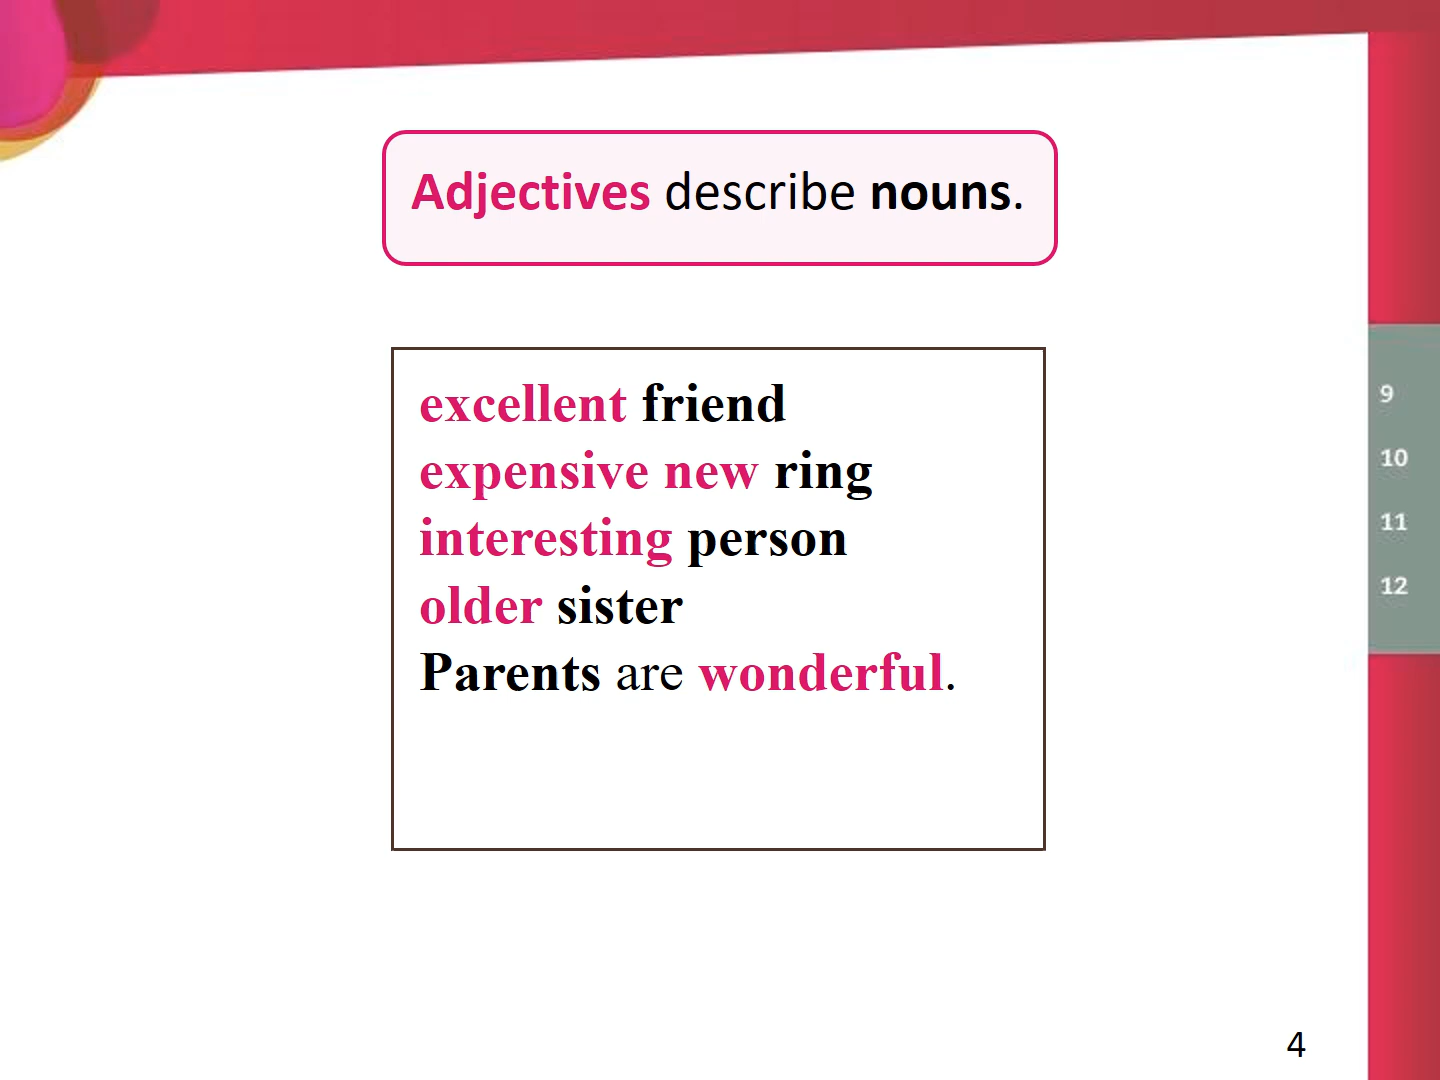 Adjectives describe nouns.
excellent friend
expensive new ring
interesting person
older sister
Parents are wonderful.
9
10
11
12
4